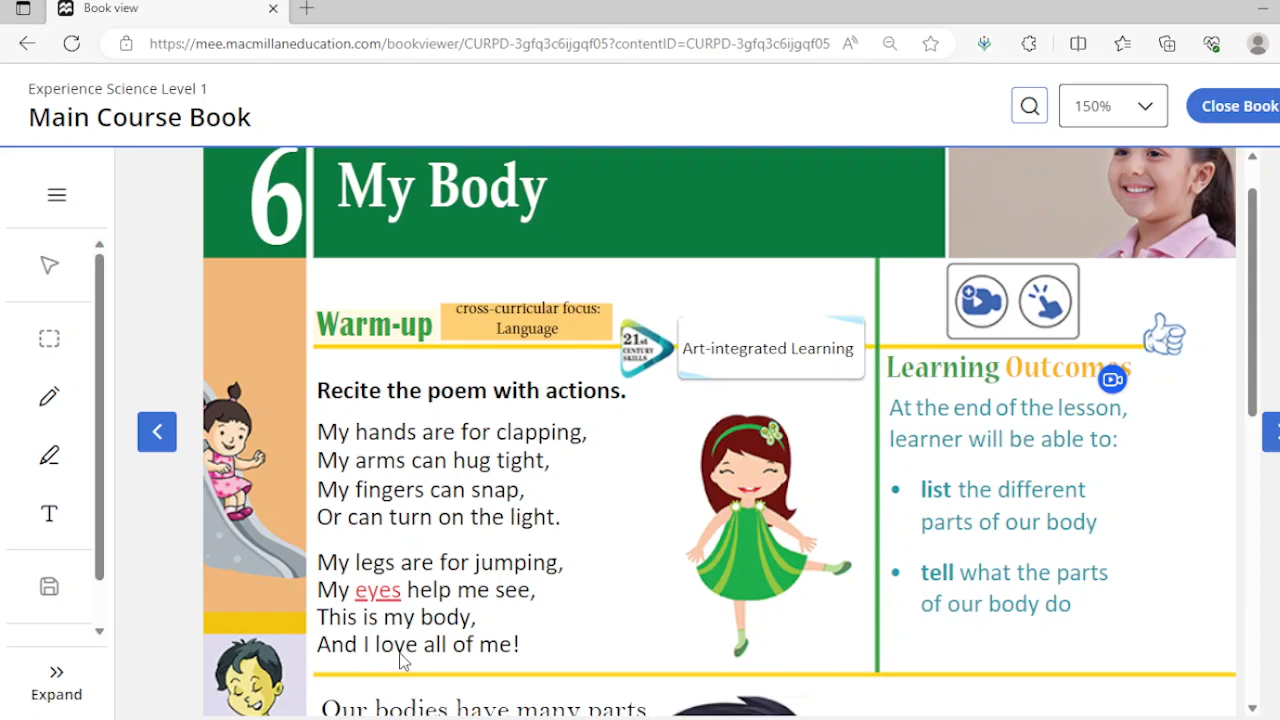 Book view
https://mee.macmillaneducation.com/bookviewer/CURPD-3gfq3c6ijgqf05?contentID=CURPD-3gfq3c6ijgqf05
Experience Science Level 1
Main Course Book
150%
Close Book
6
My Body
Warm-up
cross-curricular focus:
Language
21st
CENTURY
SKILLS
Art-integrated Learning
Recite the poem with actions.
My hands are for clapping,
My arms can hug tight,
My fingers can snap,
Or can turn on the light.
My legs are for jumping,
My eyes help me see,
This is my body,
And I love all of me!
Learning Outcomes
At the end of the lesson,
learner will be able to:
• list the different
parts of our body
• tell what the parts
of our body do
Our bodies have many parts
T
Expand